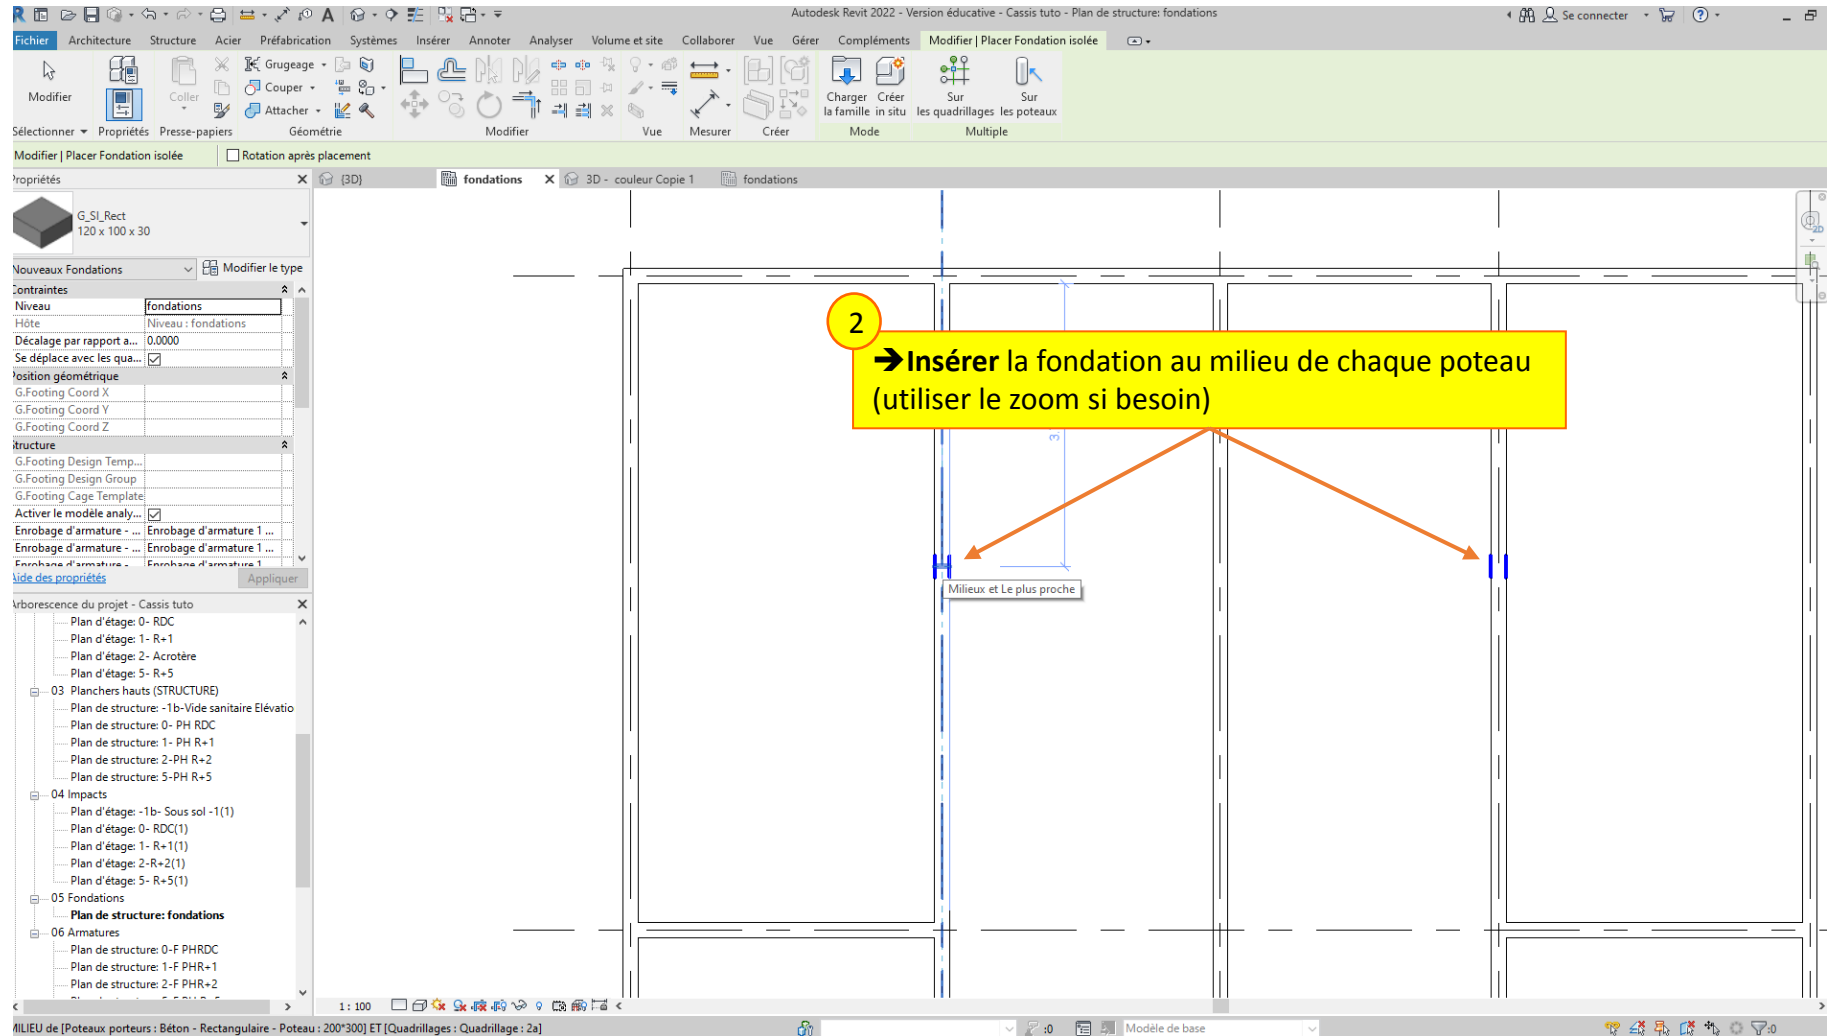 Autodesk Revit 2022 - Version éducative - Cassis tuto - Plan de structure: fondations
Se connecter
Fichier Architecture Structure Acier Préfabrication Systèmes Insérer Annoter Analyser Volume et site Collaborer Vue Gérer Compléments Modifier | Placer Fondation isolée
Modifier
Coller
Grugeage
Couper
Attacher
Charger la famille
Créer in situ
Sur les quadrillages
Sur les poteaux
Sélectionner Propriétés Presse-papiers Géométrie Modifier Vue Mesurer Créer Mode Multiple
Modifier | Placer Fondation isolée Rotation après placement
Propriétés X
{3D} fondations X 3D - couleur Copie 1 fondations
G_SI_Rect
120 x 100 x 30
Nouveaux Fondations Modifier le type
Contraintes
Niveau fondations
Hôte Niveau : fondations
Décalage par rapport a... 0.0000
Se déplace avec les qua...
Position géométrique
G.Footing Coord X
G.Footing Coord Y
G.Footing Coord Z
Structure
G.Footing Design Temp...
G.Footing Design Group
G.Footing Cage Template
Activer le modèle analy...
Enrobage d'armature - ... Enrobage d'armature 1 ...
Enrobage d'armature - ... Enrobage d'armature 1 ...
Enrobage d'armature - Enrobage d'armature 1
Aide des propriétés Appliquer
2
➔Insérer la fondation au milieu de chaque poteau
(utiliser le zoom si besoin)
3.
Milieux et Le plus proche
Arborescence du projet - Cassis tuto X
Plan d'étage: 0- RDC
Plan d'étage: 1- R+1
Plan d'étage: 2- Acrotère
Plan d'étage: 5- R+5
03 Planchers hauts (STRUCTURE)
Plan de structure: -1b-Vide sanitaire Elévatio
Plan de structure: 0- PH RDC
Plan de structure: 1- PH R+1
Plan de structure: 2-PH R+2
Plan de structure: 5-PH R+5
04 Impacts
Plan d'étage: -1b- Sous sol -1(1)
Plan d'étage: 0- RDC(1)
Plan d'étage: 1- R+1(1)
Plan d'étage: 2-R+2(1)
Plan d'étage: 5- R+5(1)
05 Fondations
Plan de structure: fondations
06 Armatures
Plan de structure: 0-F PHRDC
Plan de structure: 1-F PHR+1
Plan de structure: 2-F PHR+2
1 : 100
MILIEU de [Poteaux porteurs : Béton - Rectangulaire - Poteau : 200*300] ET [Quadrillages : Quadrillage : 2a]
:0
Modèle de base
:0